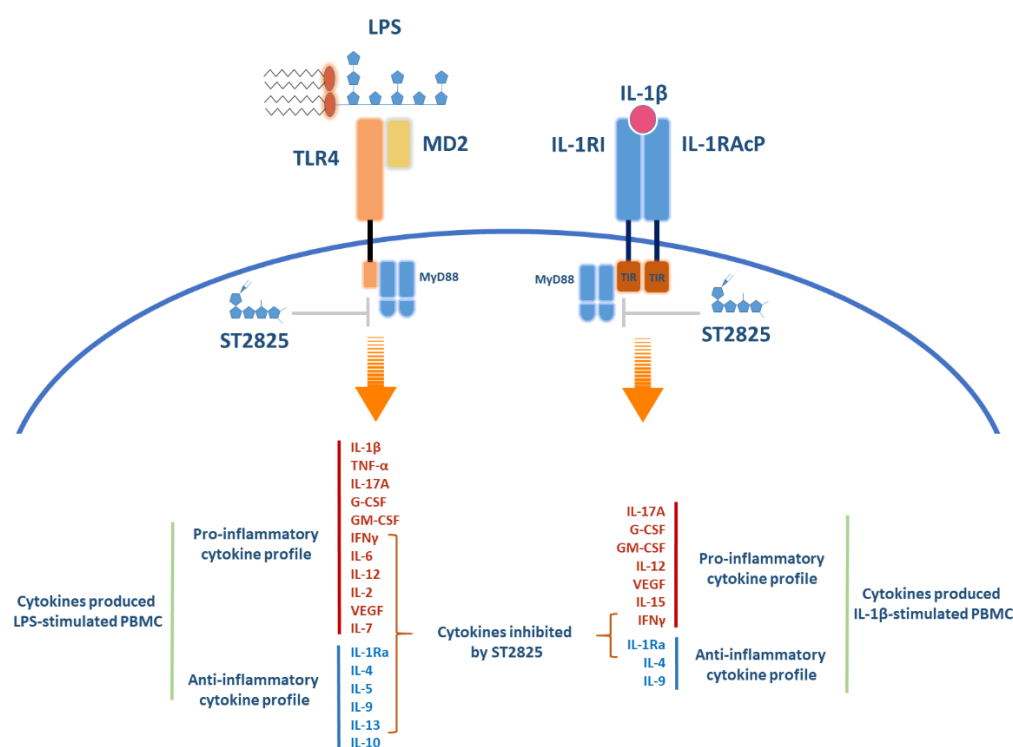 LPS
TLR4
MD2
IL-1β
IL-1RI
IL-1RAcP
MyD88
ST2825
MyD88
TIR
TIR
ST2825
IL-1β
TNF-α
IL-17A
G-CSF
GM-CSF
IFNγ
IL-6
IL-12
IL-2
VEGF
IL-7
IL-1Ra
IL-4
IL-5
IL-9
IL-13
IL-10
Pro-inflammatory
cytokine profile
Anti-inflammatory
cytokine profile
Cytokines produced
LPS-stimulated PBMC
Cytokines inhibited
by ST2825
IL-17A
G-CSF
GM-CSF
IL-12
VEGF
IL-15
IFNγ
IL-1Ra
IL-4
IL-9
Pro-inflammatory
cytokine profile
Anti-inflammatory
cytokine profile
Cytokines produced
IL-1β-stimulated PBMC